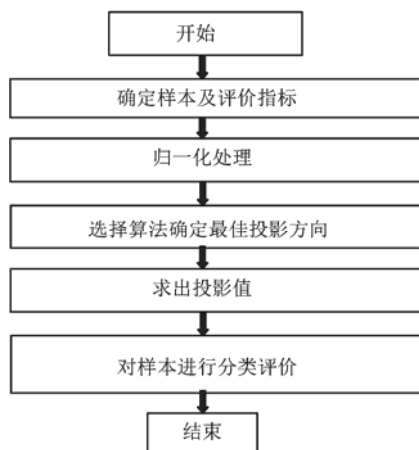 开始
确定样本及评价指标
归一化处理
选择算法确定最佳投影方向
求出投影值
对样本进行分类评价
结束